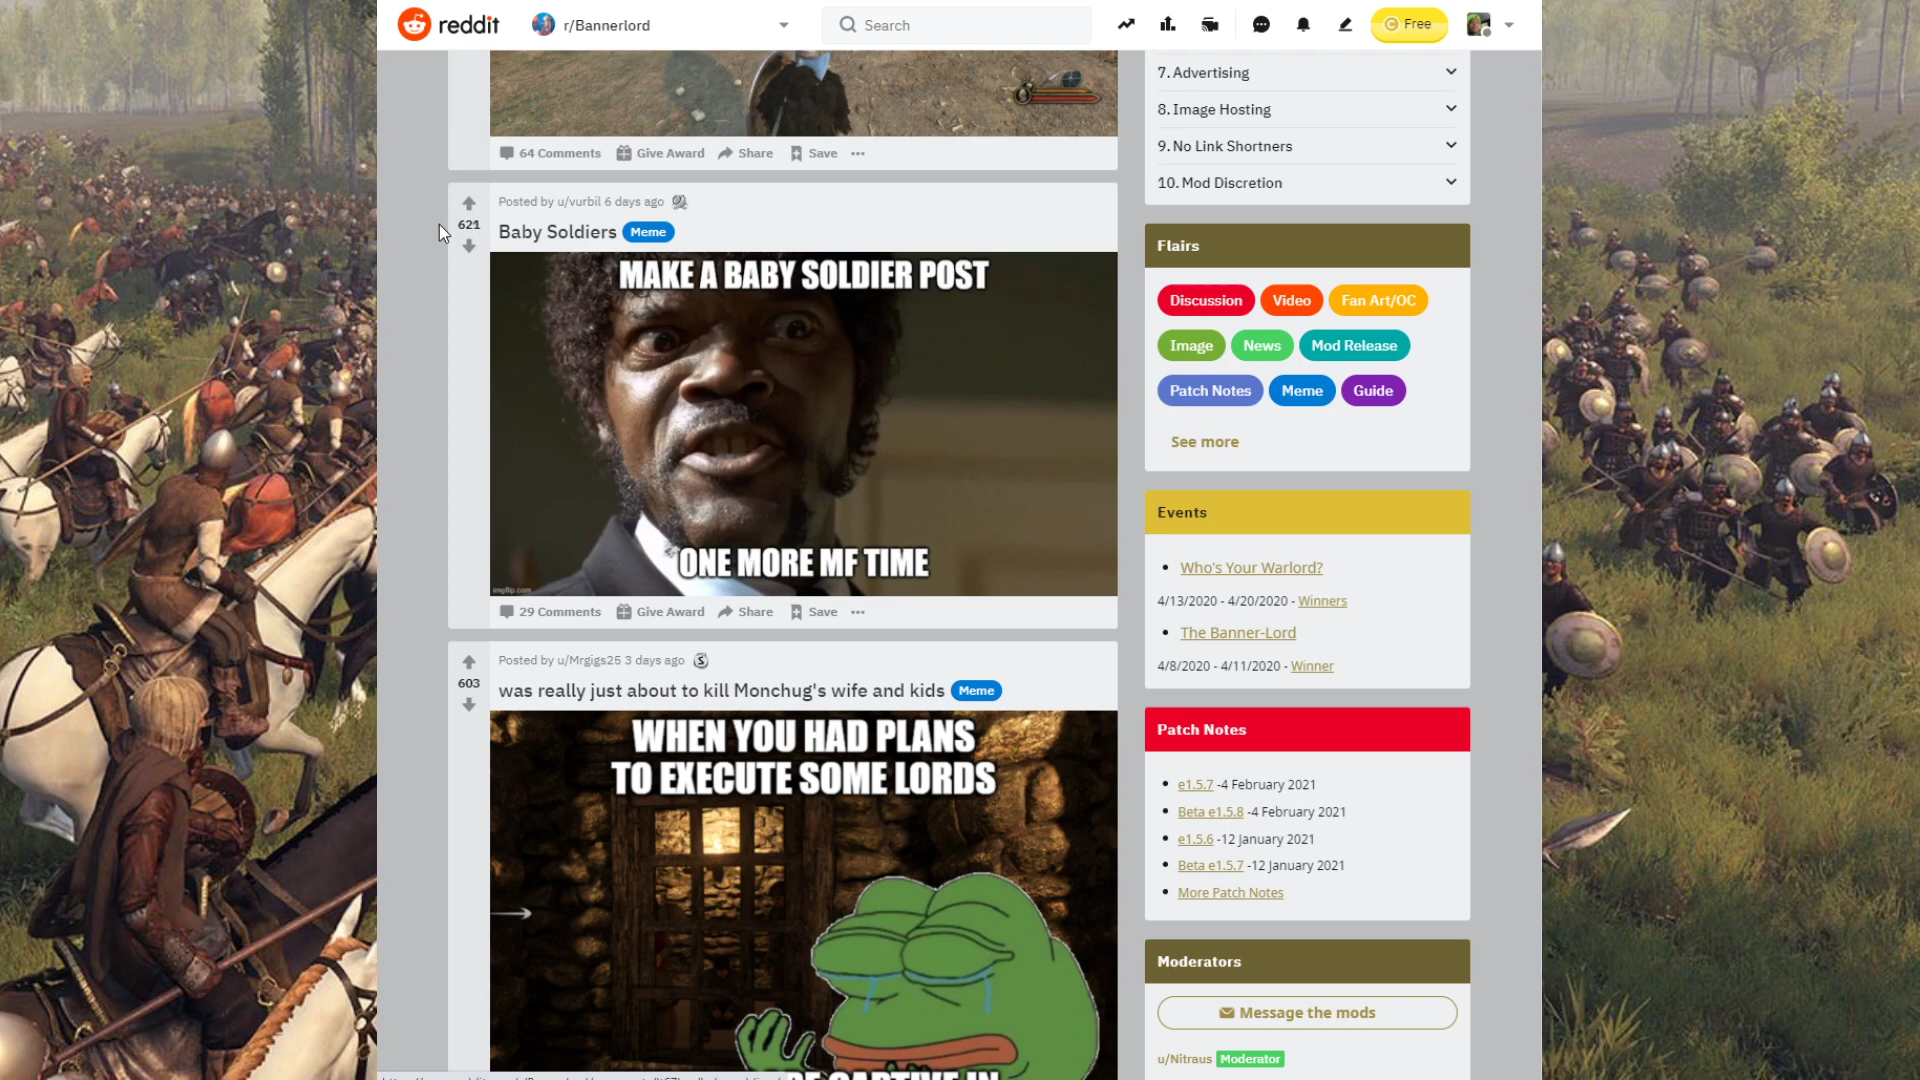 reddit
r/Bannerlord
Search
Free
64 Comments
Give Award
Share
Save
Posted by u/vurbil 6 days ago
621
Baby Soldiers
Meme
MAKE A BABY SOLDIER POST
ONE MORE MF TIME
imgflip.com
29 Comments
Give Award
Share
Save
Posted by u/Mrgigs25 3 days ago
603
was really just about to kill Monchug's wife and kids
Meme
WHEN YOU HAD PLANS
TO EXECUTE SOME LORDS
CAPTIVE IN
7. Advertising
8. Image Hosting
9. No Link Shortners
10. Mod Discretion
Flairs
Discussion
Video
Fan Art/OC
Image
News
Mod Release
Patch Notes
Meme
Guide
See more
Events
Who's Your Warlord?
4/13/2020 - 4/20/2020 - Winners
The Banner-Lord
4/8/2020 - 4/11/2020 - Winner
Patch Notes
e1.5.7 -4 February 2021
Beta e1.5.8 -4 February 2021
e1.5.6 -12 January 2021
Beta e1.5.7 -12 January 2021
More Patch Notes
Moderators
Message the mods
u/Nitraus Moderator